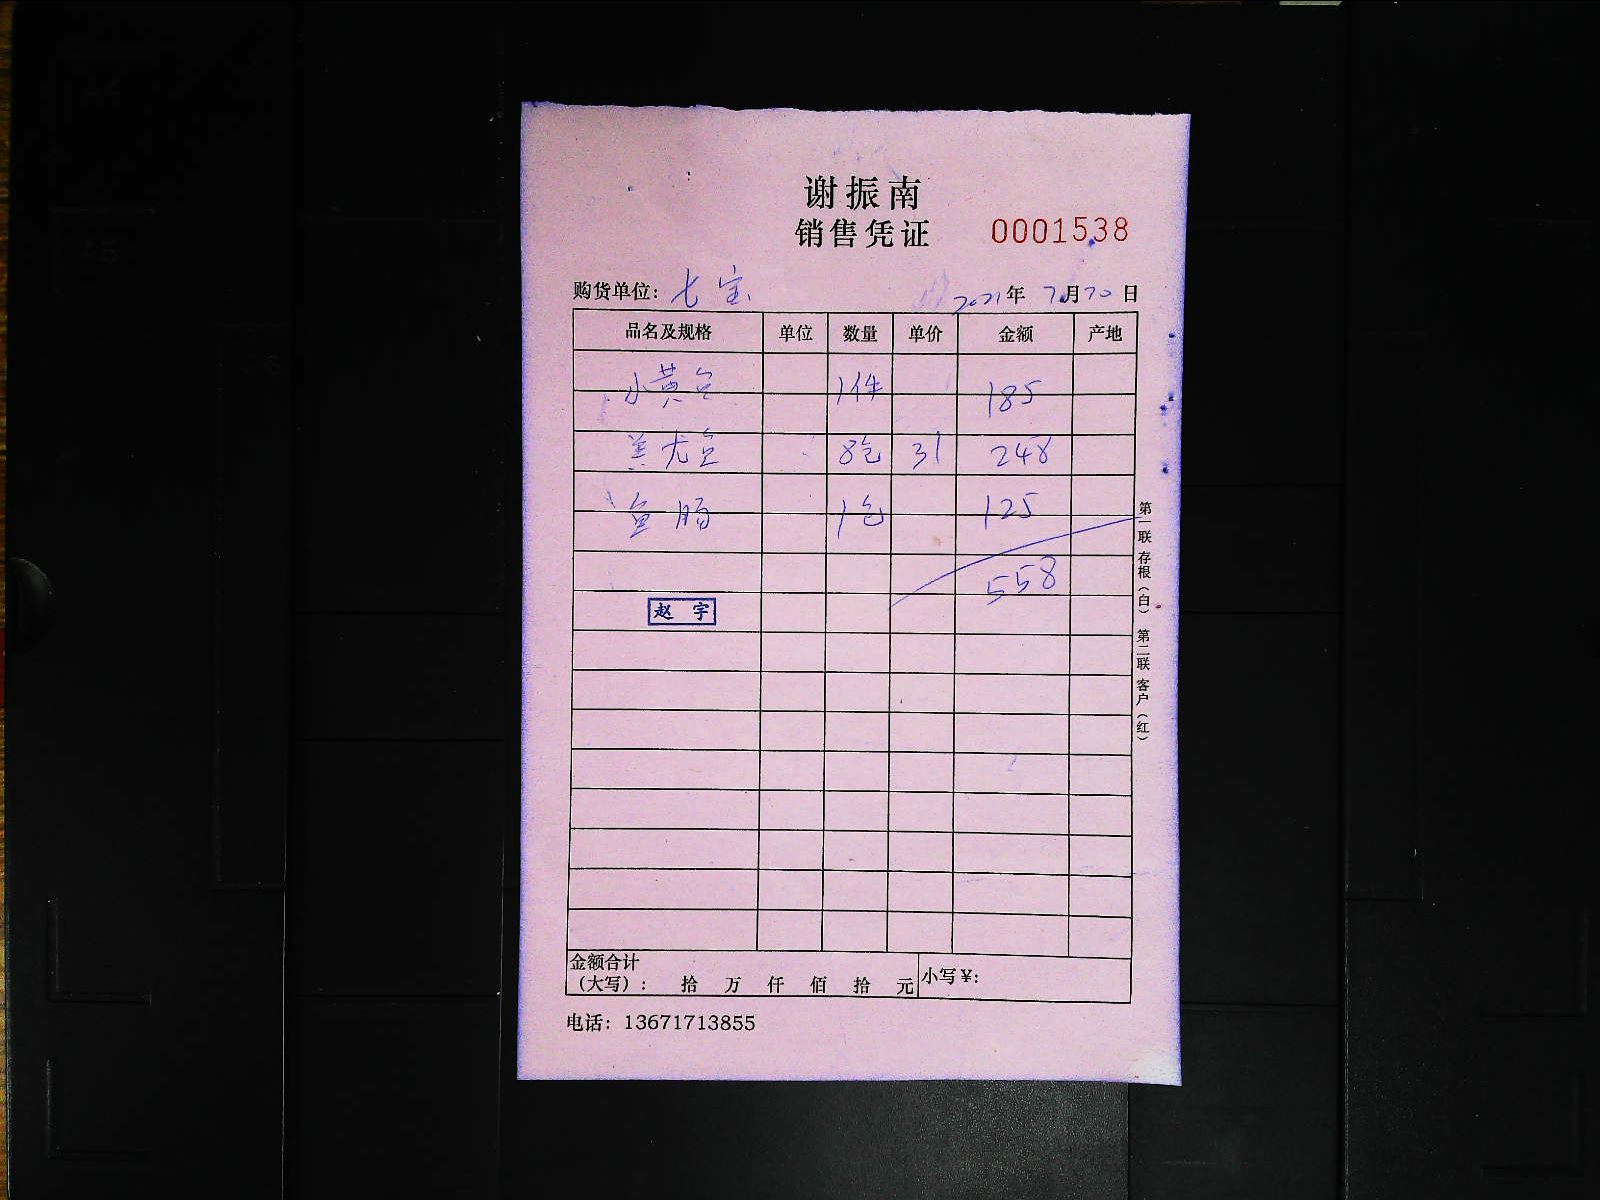 谢振南
销售凭证 0001538
购货单位: 七宝 2021年 7月20日
品名及规格 单位 数量 单价 金额 产地
小黄鱼 1件 185
美尤鱼 8包 31 248
鱼肠 1包 125
558
赵宇
金额合计
(大写): 拾 万 仟 佰 拾 元 小写¥:
电话: 13671713855
第一联 存根(白) 第二联 客户(红)